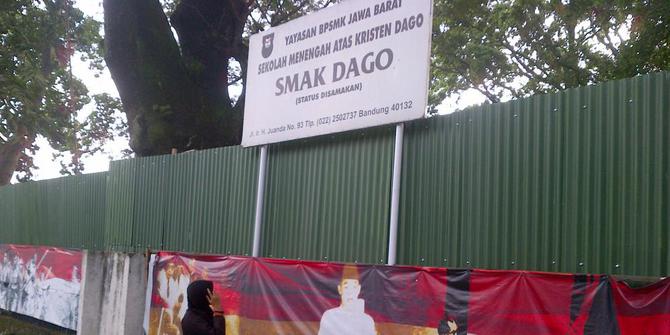 YAYASAN BPSMK JAWA BARAT
SEKOLAH MENENGAH ATAS KRISTEN DAGO
SMAK DAGO
(STATUS DISAMAKAN)
Jl. Ir. H. Juanda No. 93 Tlp. (022) 2502737 Bandung 40132